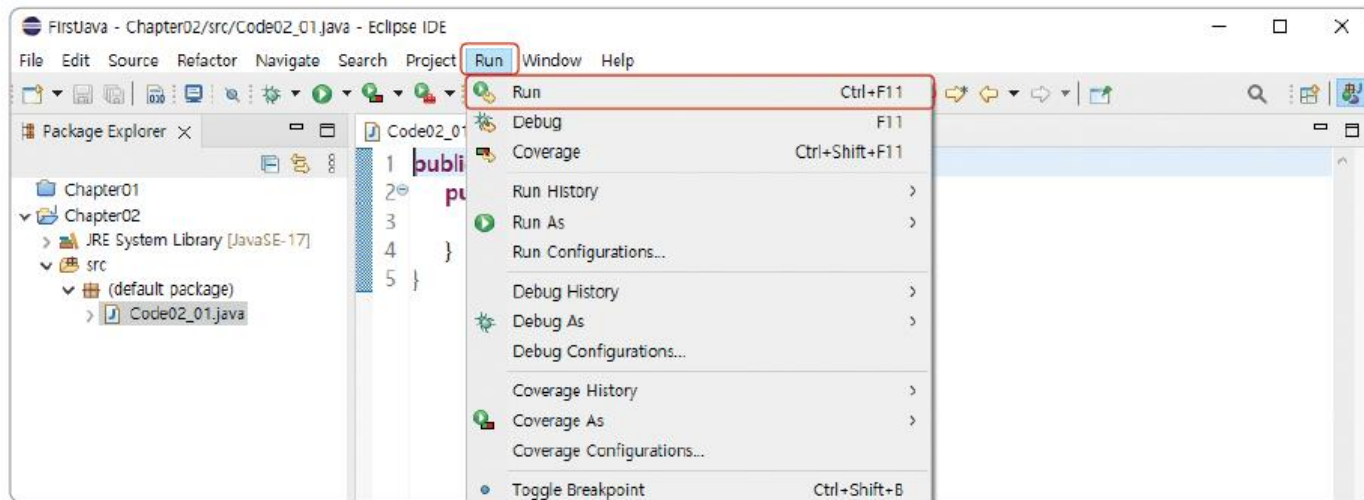 FirstJava - Chapter02/src/Code02_01.java - Eclipse IDE
File Edit Source Refactor Navigate Search Project Run Window Help
Run Ctrl+F11
Package Explorer
Code02_01
Debug F11
Coverage Ctrl+Shift+F11
1 publi
2 pu
3
4 }
5 }
Chapter01
Chapter02
JRE System Library [JavaSE-17]
src
(default package)
Code02_01.java
Run History
Run As
Run Configurations...
Debug History
Debug As
Debug Configurations...
Coverage History
Coverage As
Coverage Configurations...
Toggle Breakpoint Ctrl+Shift+B